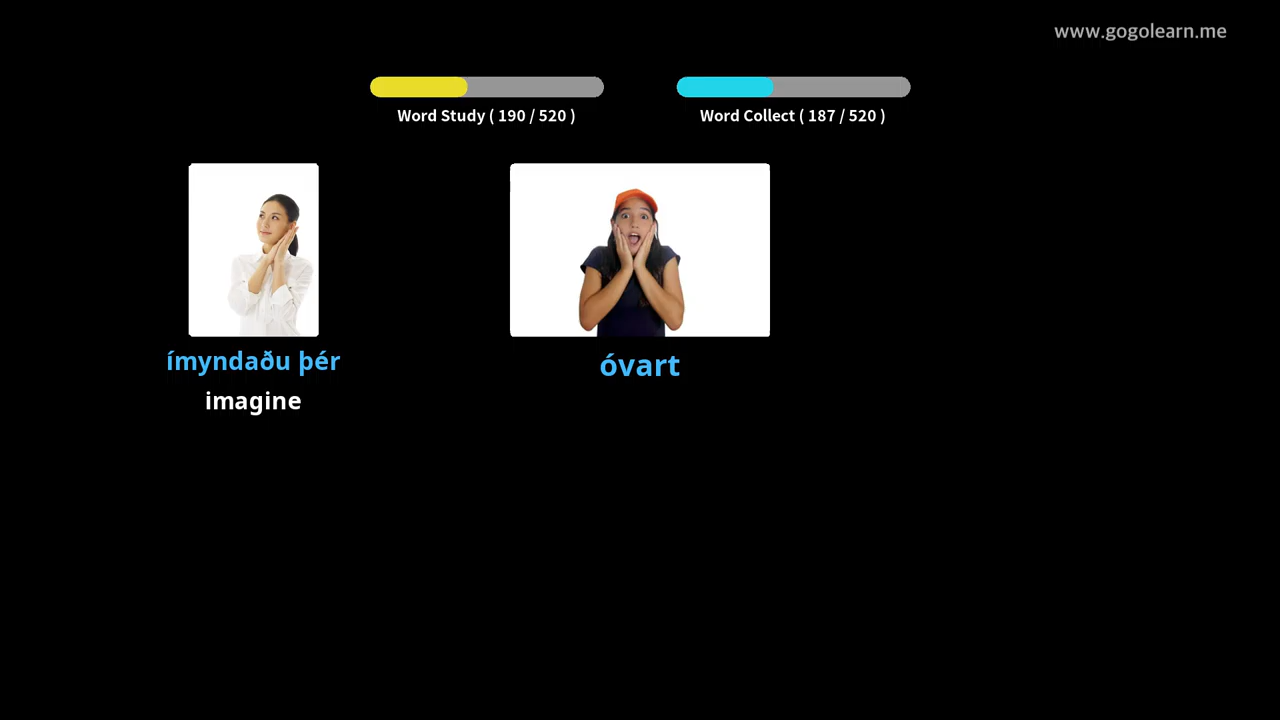 www.gogolearn.me
Word Study ( 190 / 520 )
Word Collect ( 187 / 520 )
ímyndaðu þér
imagine
óvart